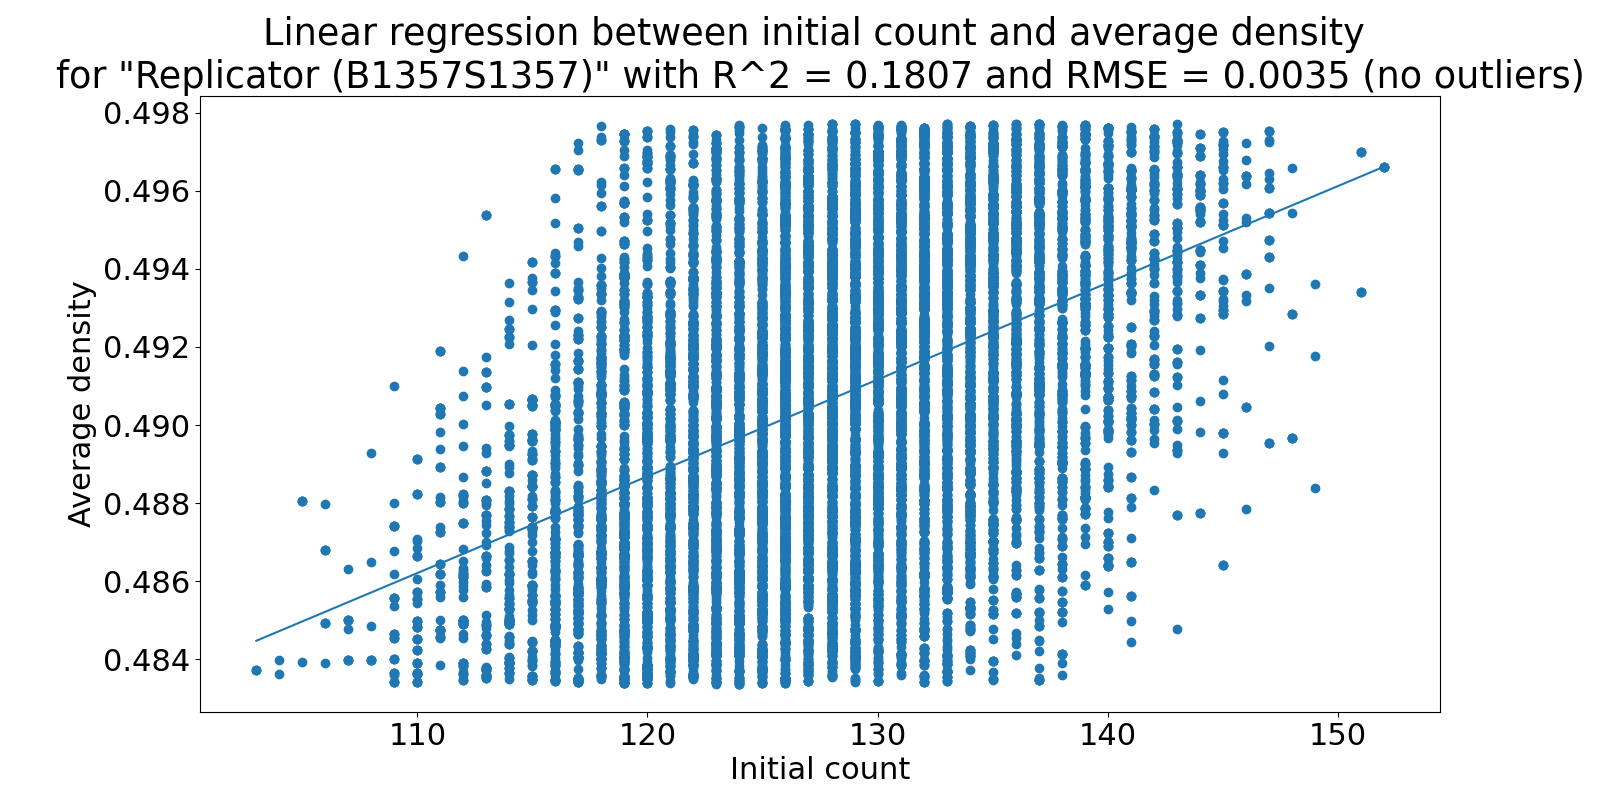 Linear regression between initial count and average density
for "Replicator (B1357S1357)" with R^2 = 0.1807 and RMSE = 0.0035 (no outliers)
0.498
0.496
0.494
0.492
0.490
0.488
0.486
0.484
Average density
110 120 130 140 150
Initial count